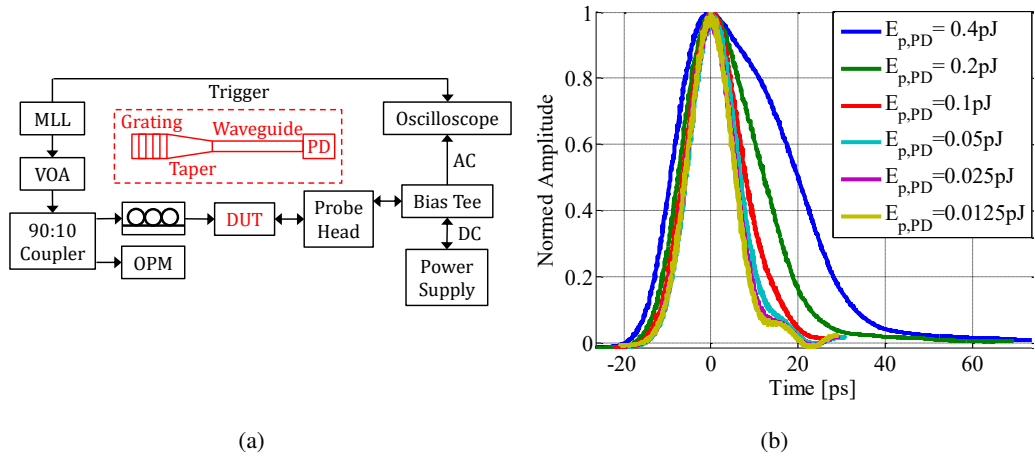 Trigger
MLL
Oscilloscope
Grating
Waveguide
PD
Taper
VOA
AC
90:10
Coupler
DUT
Probe
Head
Bias Tee
OPM
DC
Power
Supply
(a)
Normed Amplitude
1
0.8
0.6
0.4
0.2
0
-20
0
20
40
60
Time [ps]
E_p,PD= 0.4pJ
E_p,PD= 0.2pJ
E_p,PD= 0.1pJ
E_p,PD=0.05pJ
E_p,PD=0.025pJ
E_p,PD=0.0125pJ
(b)